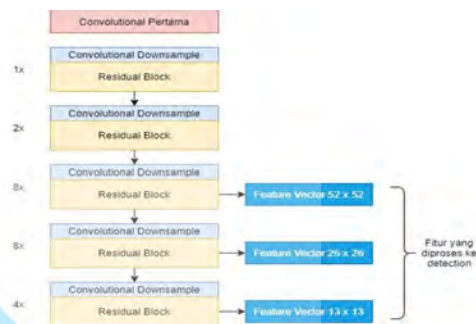 Convolutional Pertama
Convolutional Downsample
1x
Residual Block
Convolutional Downsample
2x
Residual Block
Convolutional Downsample
8x
Residual Block
Feature Vector 52 x 52
Convolutional Downsample
8x
Residual Block
Feature Vector 26 x 26
Fitur yang
diproses ke
detection
Convolutional Downsample
4x
Residual Block
Feature Vector 13 x 13